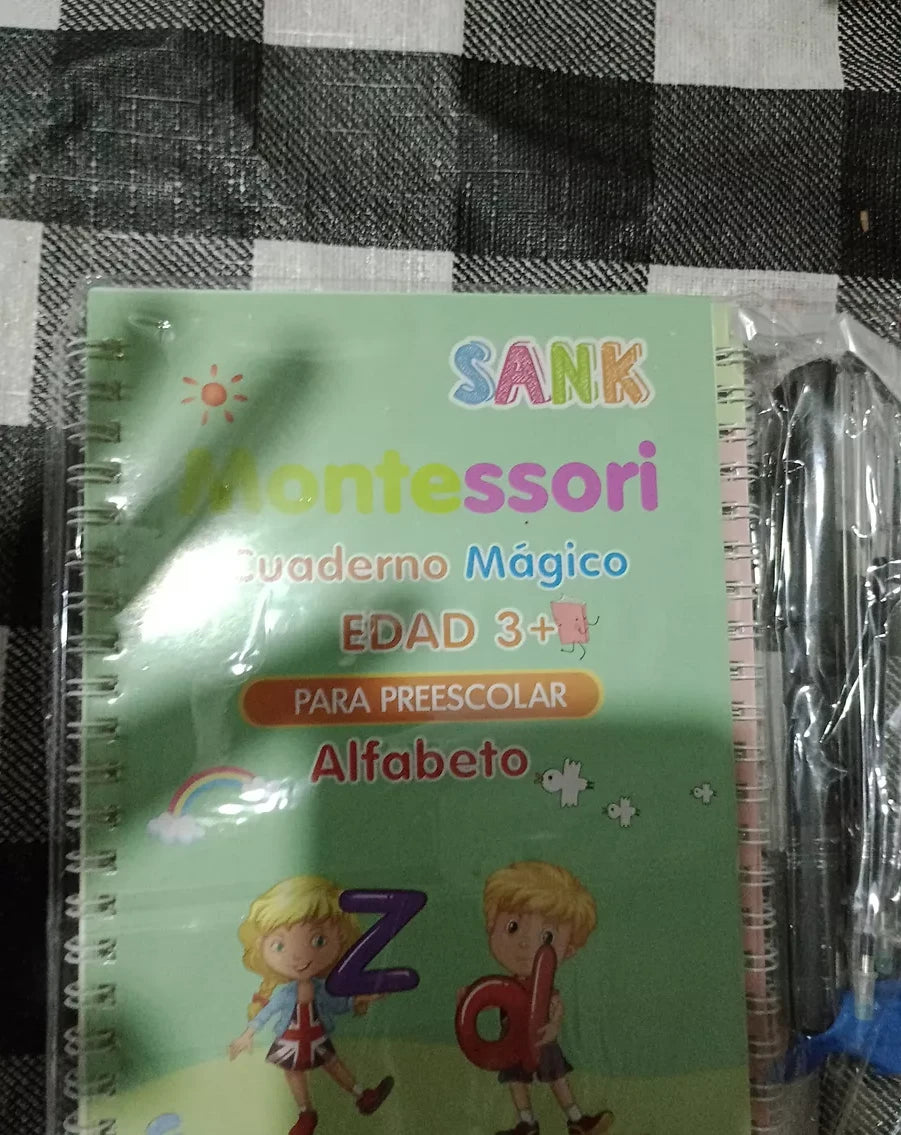 SANK
Montessori
Cuaderno Mágico
EDAD 3+
PARA PREESCOLAR
Alfabeto
Z
d